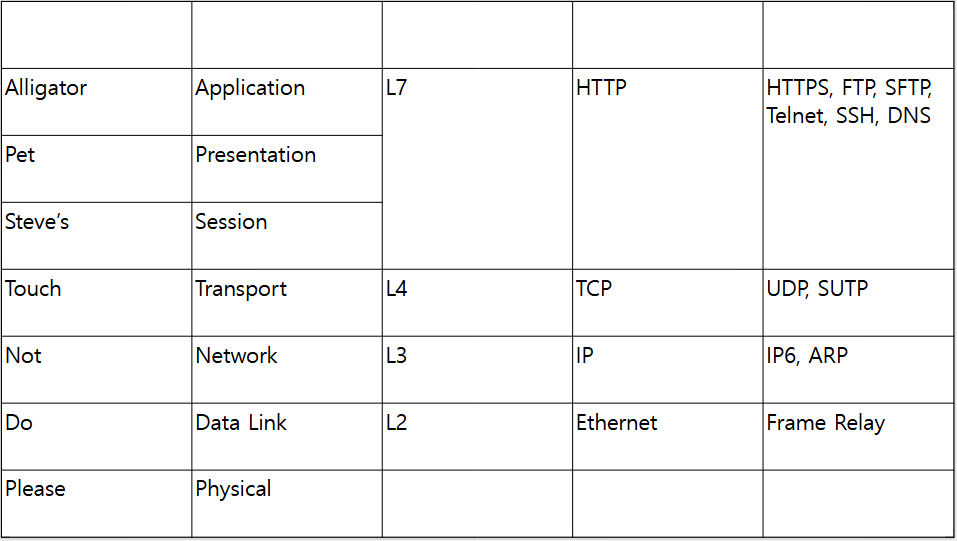 Alligator Application L7 HTTP HTTPS, FTP, SFTP,
Telnet, SSH, DNS
Pet Presentation
Steve’s Session
Touch Transport L4 TCP UDP, SUTP
Not Network L3 IP IP6, ARP
Do Data Link L2 Ethernet Frame Relay
Please Physical